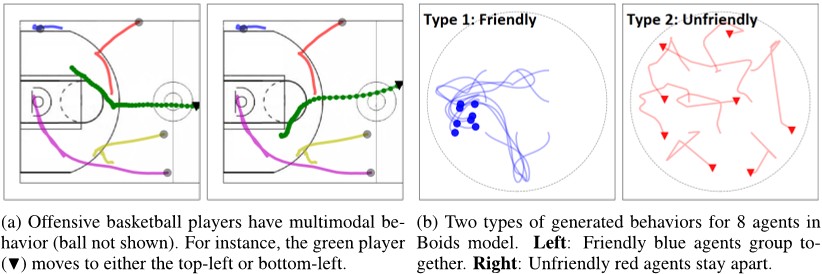 Type 1: Friendly
Type 2: Unfriendly
(a) Offensive basketball players have multimodal be-
havior (ball not shown). For instance, the green player
(▼) moves to either the top-left or bottom-left.
(b) Two types of generated behaviors for 8 agents in
Boids model. Left: Friendly blue agents group to-
gether. Right: Unfriendly red agents stay apart.